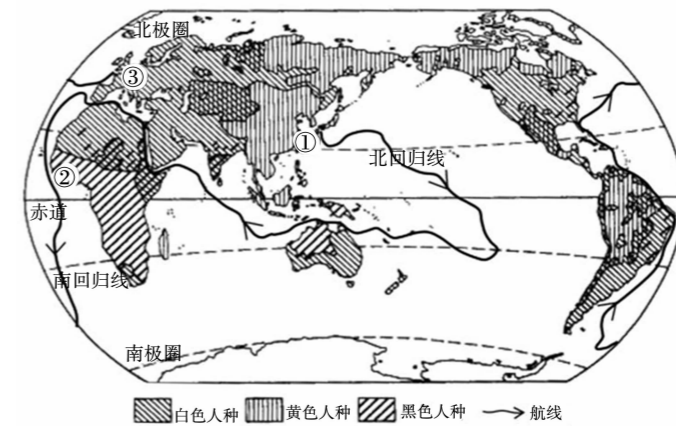 北极圈
③
①
北回归线
②
赤道
南回归线
南极圈
白色人种 黄色人种 黑色人种 航线